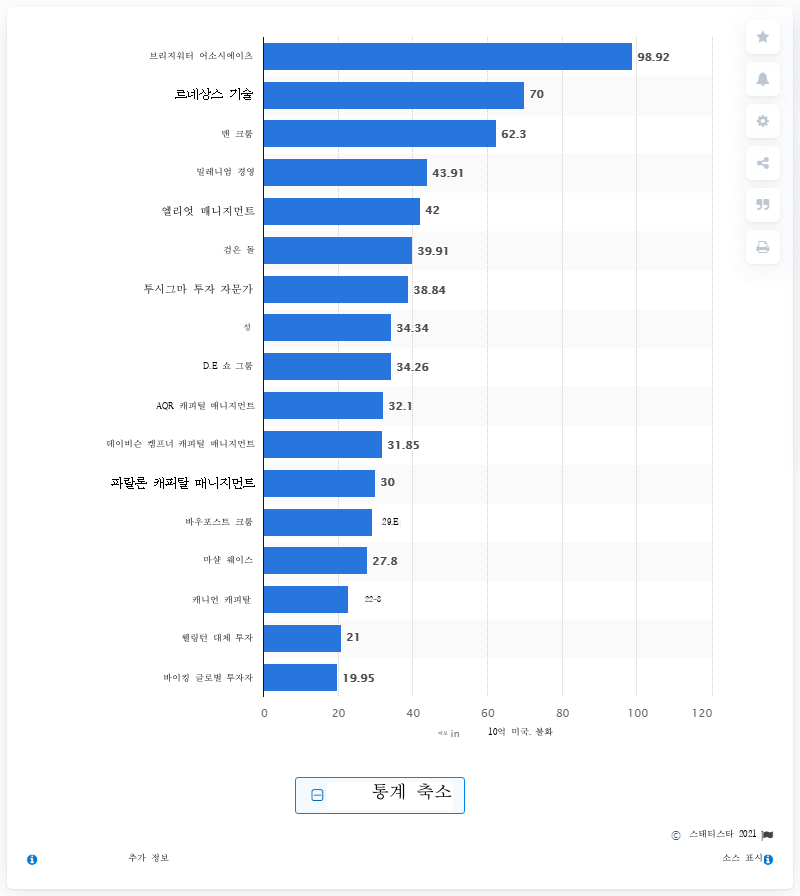 브리지워터 어소시에이츠 98.92
르네상스 기술 70
맨 그룹 62.3
밀레니엄 경영 43.91
엘리엇 매니지먼트 42
검은 돌 39.91
투시그마 투자 자문가 38.84
성 34.34
D.E 쇼 그룹 34.26
AQR 캐피털 매니지먼트 32.1
데이비슨 켐프너 캐피털 매니지먼트 31.85
파랄론 캐피탈 매니지먼트 30
바우포스트 그룹 29.E
마샬 웨이스 27.8
캐니언 캐피탈 22-8
웰링턴 대체 투자 21
바이킹 글로벌 투자자 19.95
0 20 40 60 80 100 120
in 10억 미국. 불화
통계 축소
© 스태티스타 2021
추가 정보 소스 표시